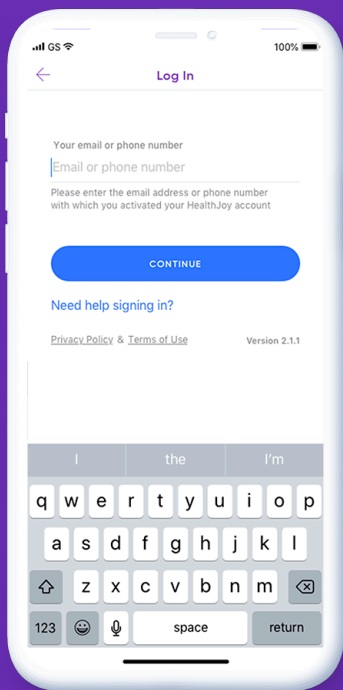 GS 100%
Log In
Your email or phone number
Email or phone number
Please enter the email address or phone number
with which you activated your HealthJoy account
CONTINUE
Need help signing in?
Privacy Policy & Terms of Use Version 2.1.1
I the I'm
q w e r t y u i o p
a s d f g h j k l
z x c v b n m
123 space return